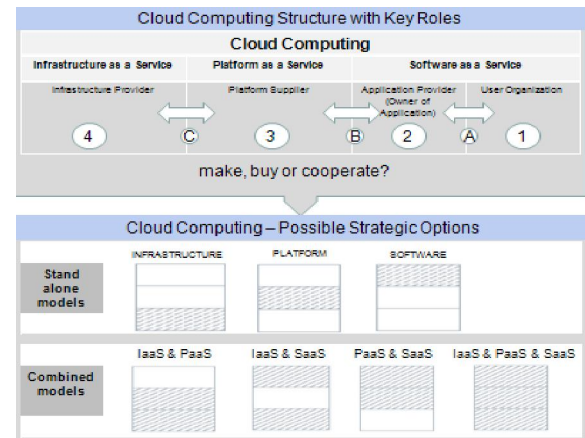 Cloud Computing Structure with Key Roles
Cloud Computing
Infrastructure as a Service Platform as a Service Software as a Service
Infrastructure Provider Platform Supplier Application Provider (Owner of Application) User Organization
4 C 3 B 2 A 1
make, buy or cooperate?
Cloud Computing – Possible Strategic Options
INFRASTRUCTURE PLATFORM SOFTWARE
Stand
alone
models
IaaS & PaaS IaaS & SaaS PaaS & SaaS IaaS & PaaS & SaaS
Combined
models